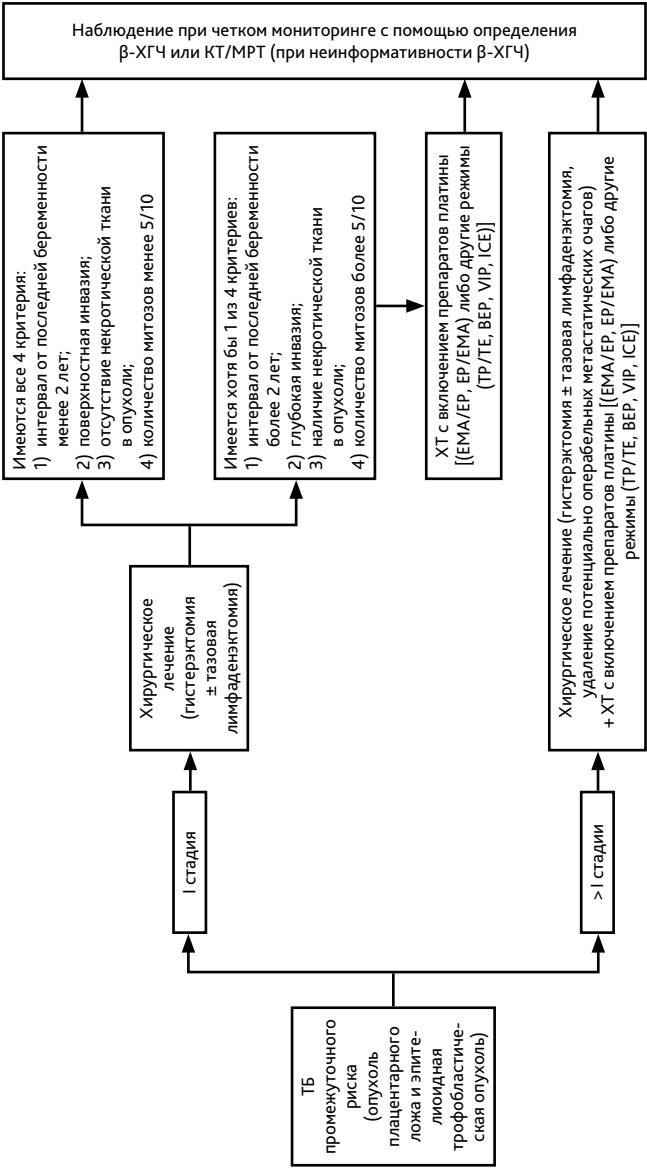 ТБ
промежуточного
риска
(опухоль
плацентарного
ложа и эпите-
лиоидная
трофобластиче-
ская опухоль)
I стадия
Хирургическое
лечение
(гистерэктомия
± тазовая
лимфаденэктомия)
Имеются все 4 критерия:
1) интервал от последней беременности
менее 2 лет;
2) поверхностная инвазия;
3) отсутствие некротической ткани
в опухоли;
4) количество митозов менее 5/10
Имеется хотя бы 1 из 4 критериев:
1) интервал от последней беременности
более 2 лет;
2) глубокая инвазия;
3) наличие некротической ткани
в опухоли;
4) количество митозов более 5/10
ХТ с включением препаратов платины
[(EMA/EP, EP/EMA) либо другие режимы
(TP/TE, BEP, VIP, ICE)]
>I стадии
Хирургическое лечение (гистерэктомия ± тазовая лимфаденэктомия,
удаление потенциально операбельных метастатических очагов)
+ ХТ с включением препаратов платины [(EMA/EP, EP/EMA) либо другие
режимы (TP/TE, BEP, VIP, ICE)]
Наблюдение при четком мониторинге с помощью определения
β-ХГЧ или КТ/МРТ (при неинформативности β-ХГЧ)